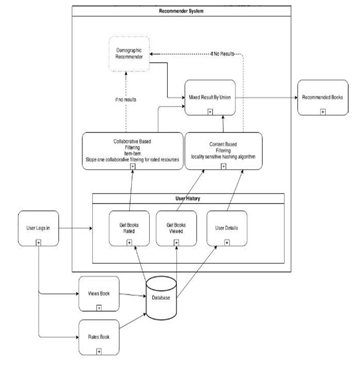 Recommender System
Demographic
Recommender
If No Results
Mixed Result By Union
Recommended Books
if no results
Collaborative Based
Filtering
Item-Item
Slope one collaborative filtering for rated resources
Content Based
Filtering
locality sensitive hashing algorithm
User History
User Logs in
Get Books
Rated
Get Books
Viewed
User Details
Views Book
Database
Rates Book